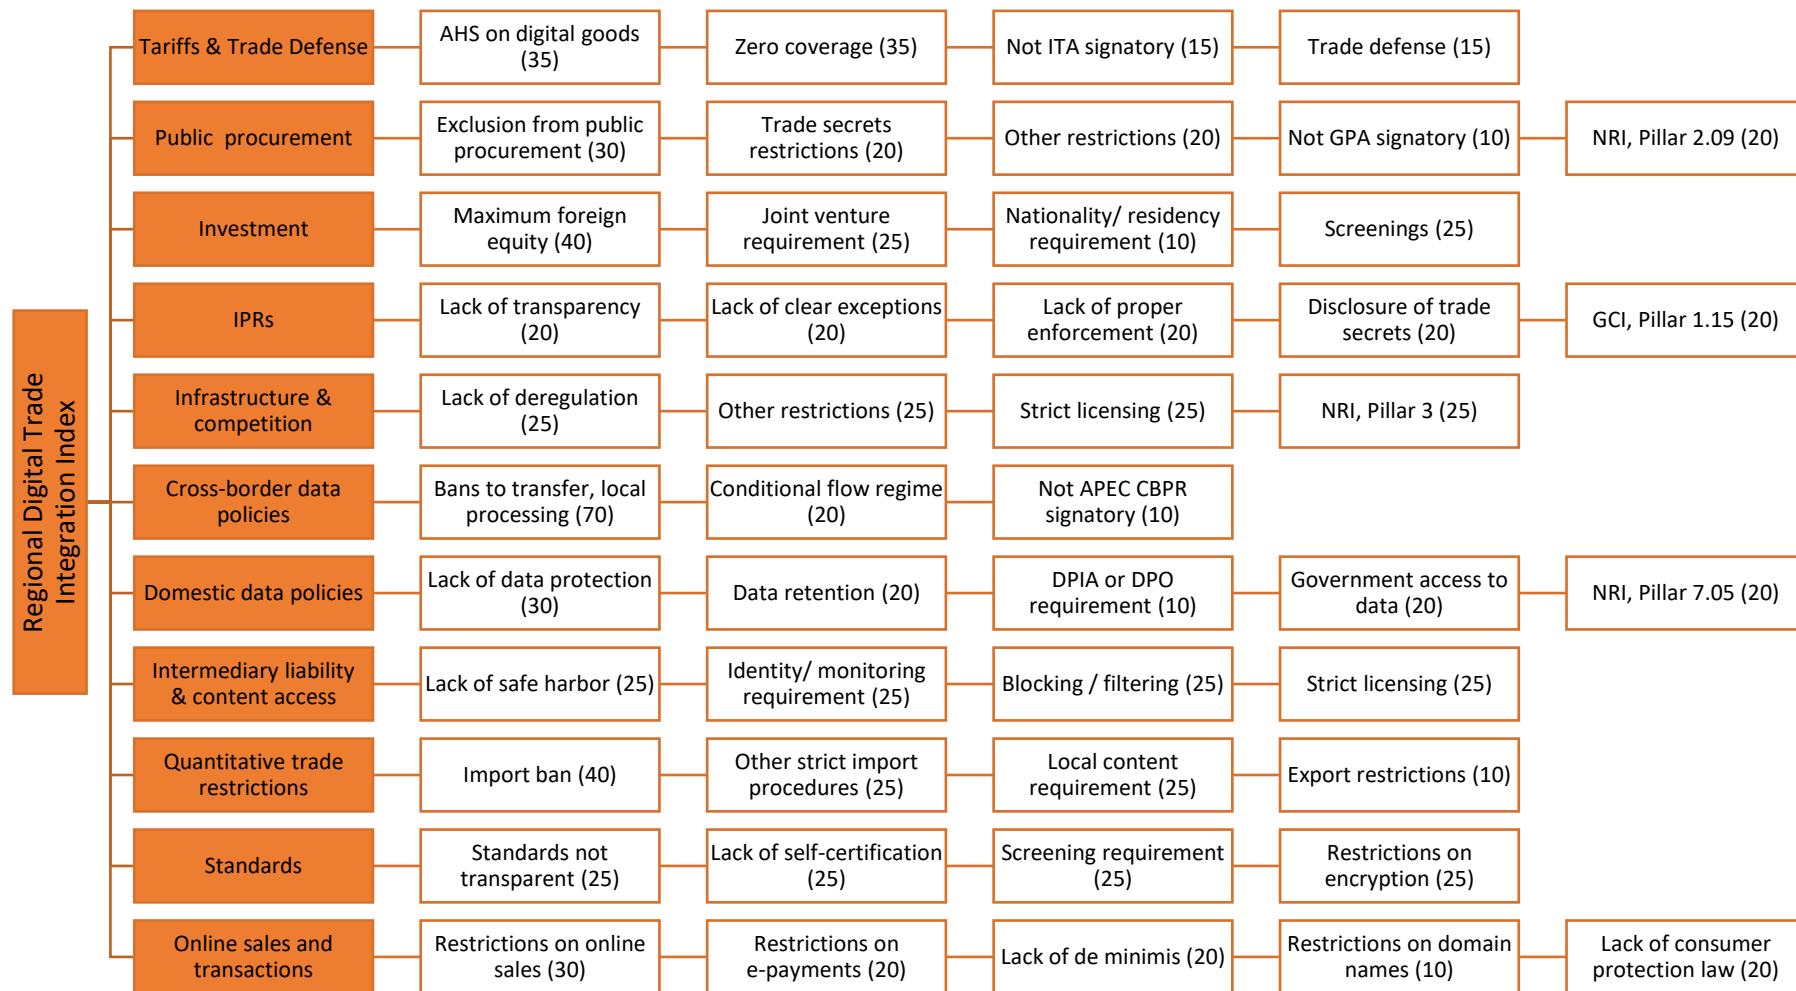 Regional Digital Trade
Integration Index
Tariffs & Trade Defense
AHS on digital goods
(35)
Zero coverage (35)
Not ITA signatory (15)
Trade defense (15)
Public procurement
Exclusion from public
procurement (30)
Trade secrets
restrictions (20)
Other restrictions (20)
Not GPA signatory (10)
NRI, Pillar 2.09 (20)
Investment
Maximum foreign
equity (40)
Joint venture
requirement (25)
Nationality/ residency
requirement (10)
Screenings (25)
IPRs
Lack of transparency
(20)
Lack of clear exceptions
(20)
Lack of proper
enforcement (20)
Disclosure of trade
secrets (20)
GCI, Pillar 1.15 (20)
Infrastructure &
competition
Lack of deregulation
(25)
Other restrictions (25)
Strict licensing (25)
NRI, Pillar 3 (25)
Cross-border data
policies
Bans to transfer, local
processing (70)
Conditional flow regime
(20)
Not APEC CBPR
signatory (10)
Domestic data policies
Lack of data protection
(30)
Data retention (20)
DPIA or DPO
requirement (10)
Government access to
data (20)
NRI, Pillar 7.05 (20)
Intermediary liability
& content access
Lack of safe harbor (25)
Identity/ monitoring
requirement (25)
Blocking / filtering (25)
Strict licensing (25)
Quantitative trade
restrictions
Import ban (40)
Other strict import
procedures (25)
Local content
requirement (25)
Export restrictions (10)
Standards
Standards not
transparent (25)
Lack of self-certification
(25)
Screening requirement
(25)
Restrictions on
encryption (25)
Online sales and
transactions
Restrictions on online
sales (30)
Restrictions on
e-payments (20)
Lack of de minimis (20)
Restrictions on domain
names (10)
Lack of consumer
protection law (20)